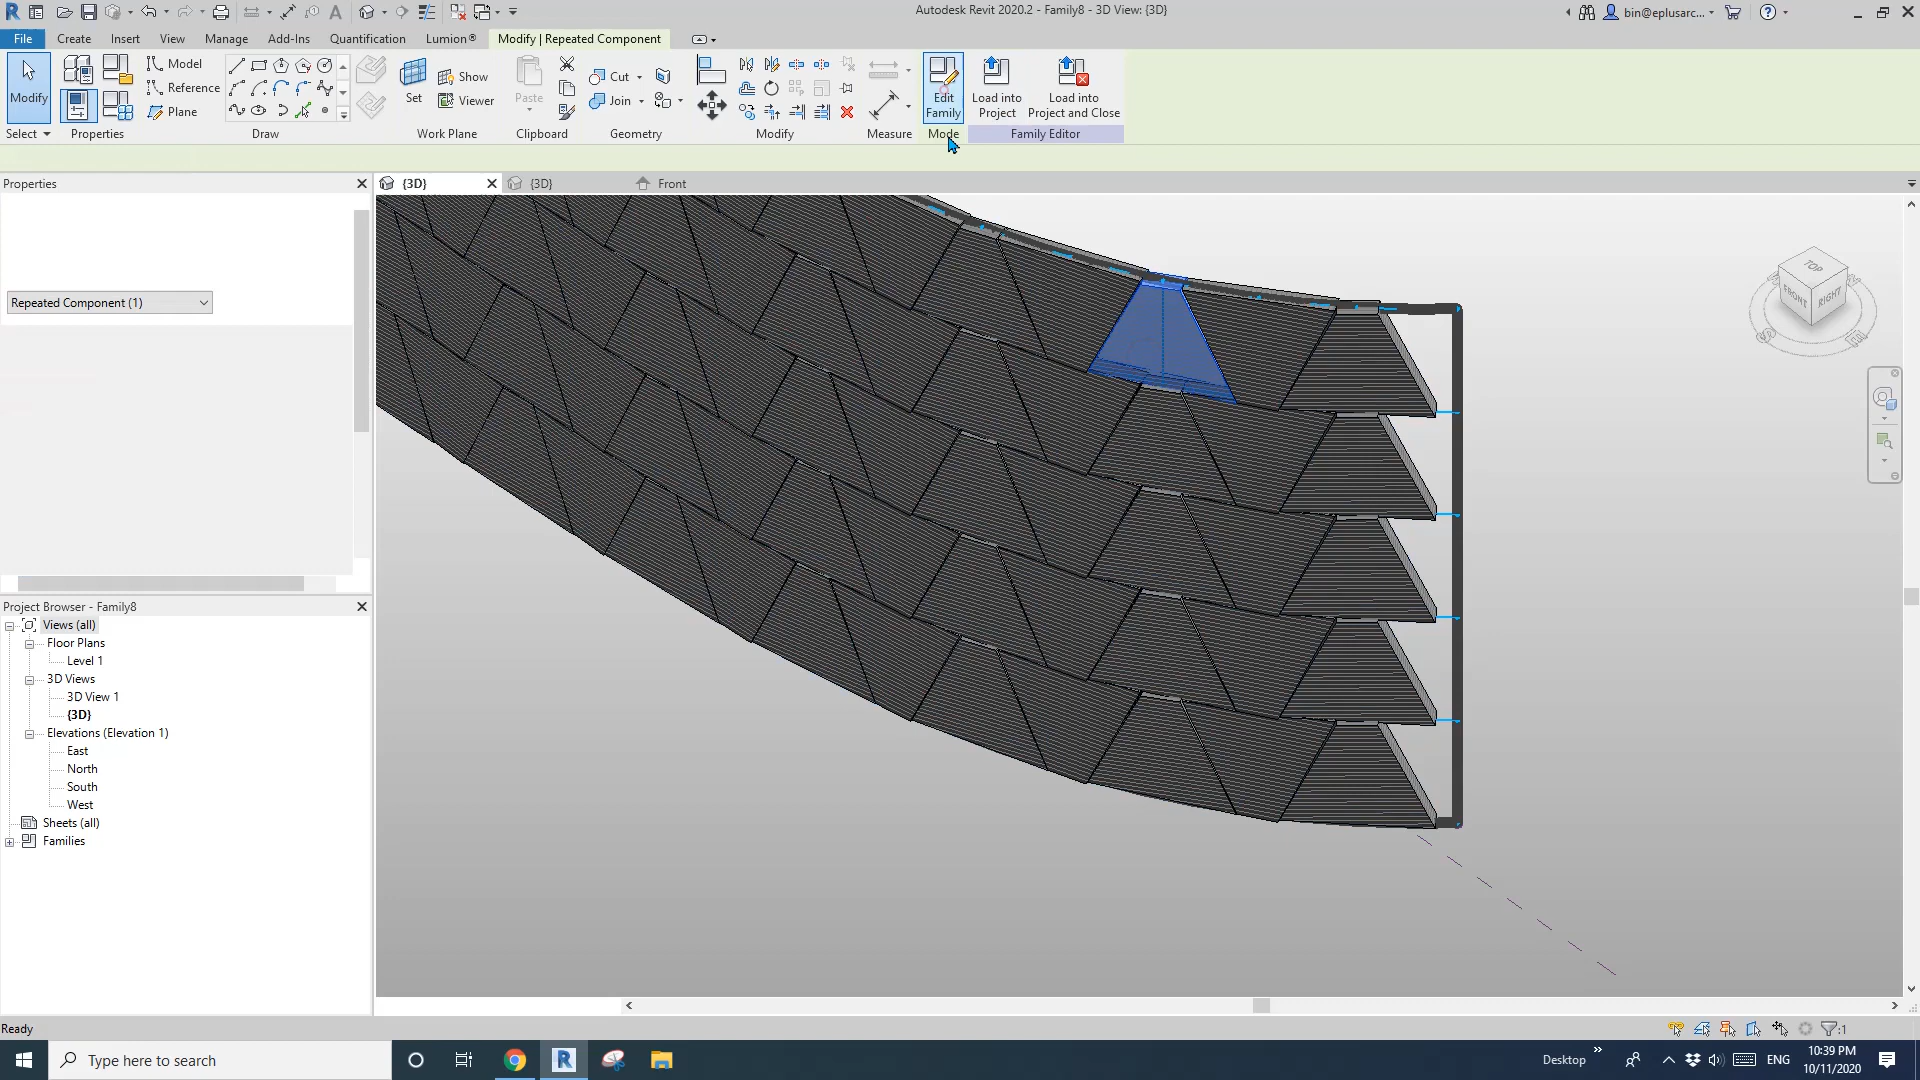 Autodesk Revit 2020.2 - Family8 - 3D View: {3D}
bin@eplusarc...
File
Create
Insert
View
Manage
Add-Ins
Quantification
Lumion®
Modify | Repeated Component
Modify
Model
Reference
Plane
Set
Show
Viewer
Paste
Cut
Join
Edit
Family
Load into
Project
Load into
Project and Close
Select
Properties
Draw
Work Plane
Clipboard
Geometry
Modify
Measure
Mode
Family Editor
Properties
{3D}
{3D}
Front
Repeated Component (1)
TOP
FRONT
RIGHT
Project Browser - Family8
Views (all)
Floor Plans
Level 1
3D Views
3D View 1
{3D}
Elevations (Elevation 1)
East
North
South
West
Sheets (all)
Families
Ready
:1
Type here to search
Desktop
ENG
10:39 PM
10/11/2020